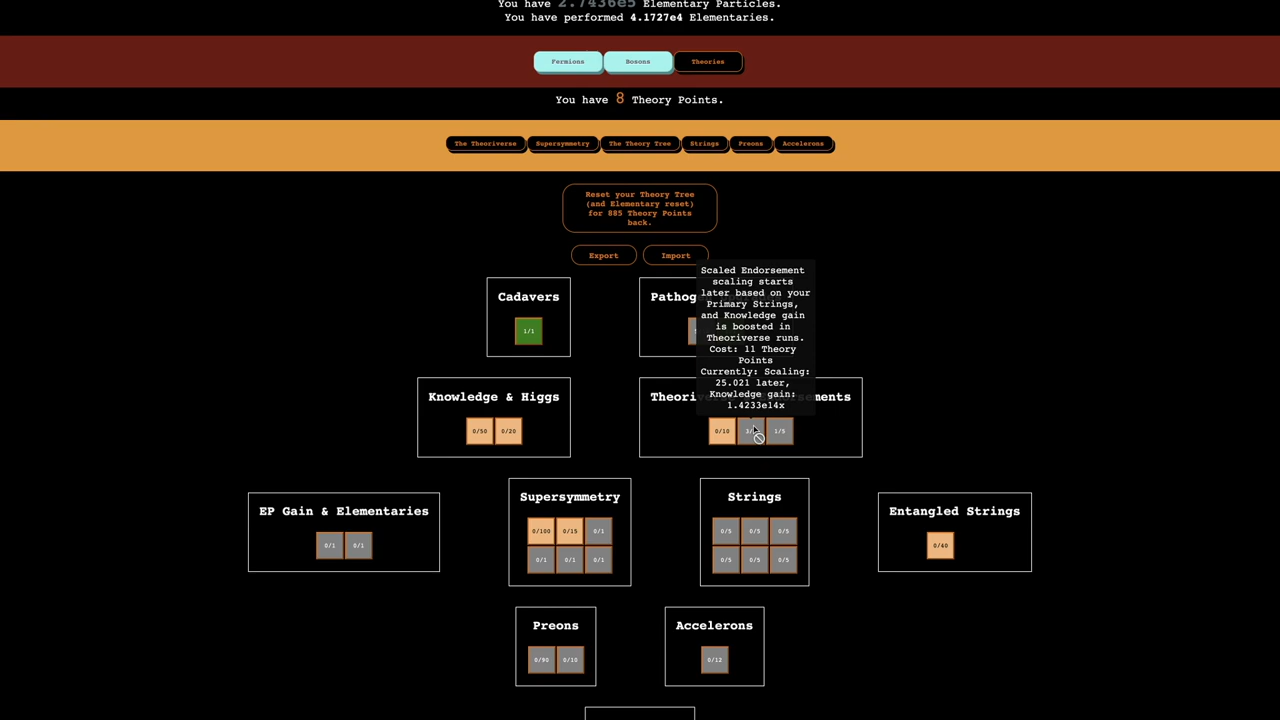 You have 2.7436e5 Elementary Particles.
You have performed 4.1727e4 Elementaries.
Fermions
Bosons
Theories
You have 8 Theory Points.
The Theoriverse
Supersymmetry
The Theory Tree
Strings
Preons
Accelerons
Reset your Theory Tree
(and Elementary reset)
for 885 Theory Points
back.
Export
Import
Scaled Endorsement
scaling starts
later based on your
Primary Strings,
and Knowledge gain
is boosted in
Theoriverse runs.
Cost: 11 Theory
Points
Currently: Scaling:
25.021 later,
Knowledge gain:
1.4233e14x
Cadavers
1/1
Knowledge & Higgs
0/50 0/20
0/10 1/5
EP Gain & Elementaries
0/1 0/1
Supersymmetry
0/100 0/15 0/1
0/1 0/1 0/1
Strings
0/5 0/5 0/5
0/5 0/5 0/5
Entangled Strings
0/40
Preons
0/90 0/10
Accelerons
0/12